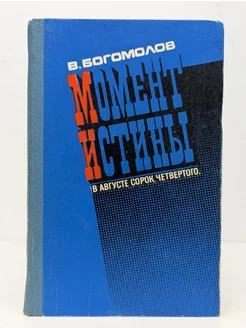 В. БОГОМОЛОВ
МОМЕНТ
ИСТИНЫ
В АВГУСТЕ СОРОК ЧЕТВЕРТОГО.